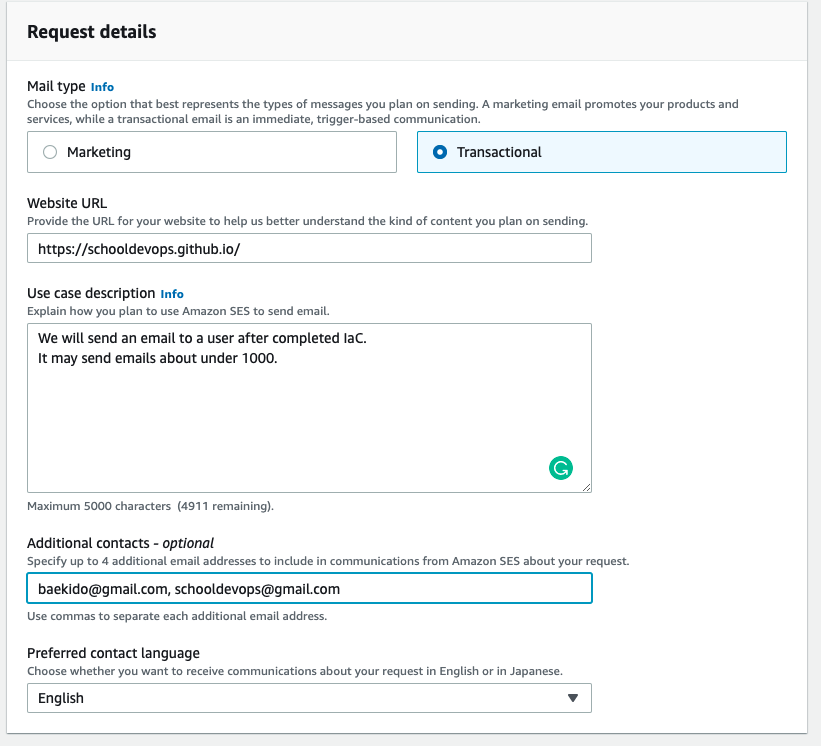 Request details
Mail type Info
Choose the option that best represents the types of messages you plan on sending. A marketing email promotes your products and
services, while a transactional email is an immediate, trigger-based communication.
Marketing
Transactional
Website URL
Provide the URL for your website to help us better understand the kind of content you plan on sending.
https://schooldevops.github.io/
Use case description Info
Explain how you plan to use Amazon SES to send email.
We will send an email to a user after completed IaC.
It may send emails about under 1000.
Maximum 5000 characters (4911 remaining).
Additional contacts - optional
Specify up to 4 additional email addresses to include in communications from Amazon SES about your request.
baekido@gmail.com, schooldevops@gmail.com
Use commas to separate each additional email address.
Preferred contact language
Choose whether you want to receive communications about your request in English or in Japanese.
English